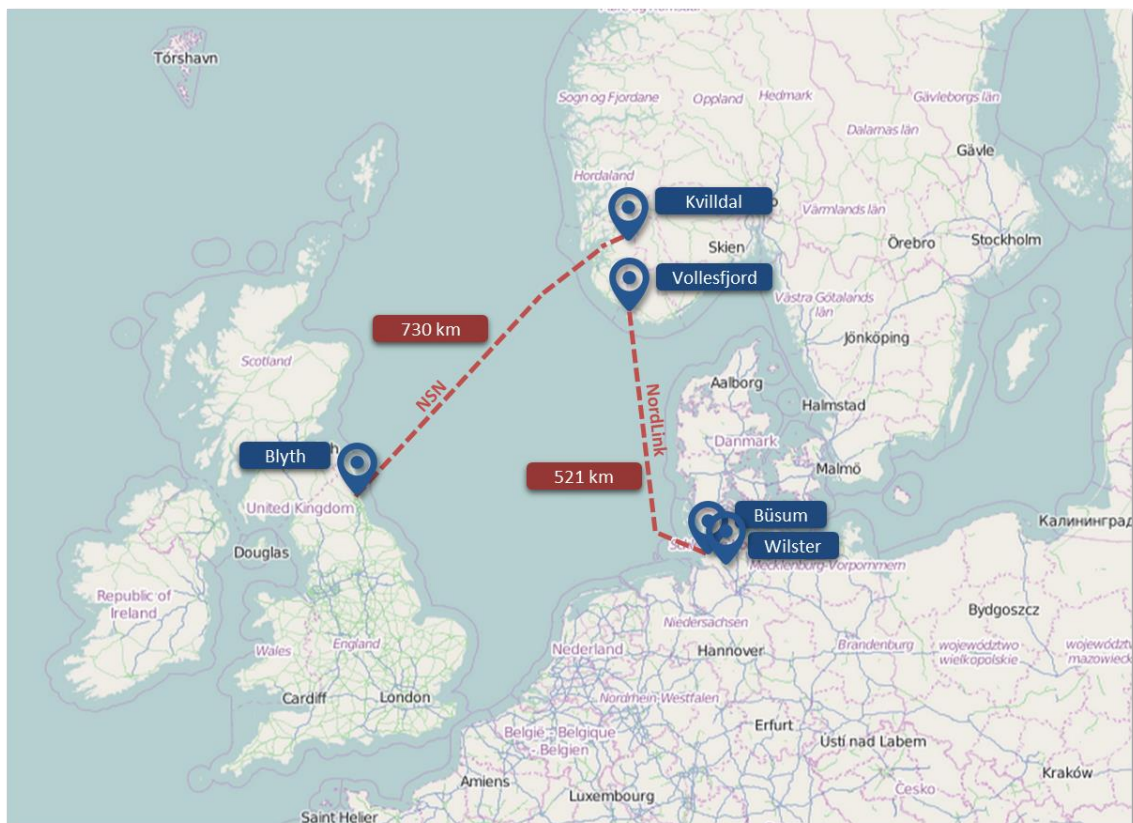 Tórshavn
Sogn og Fjordane
Oppland
Hedmark
Gävleborgs län
Dalarnas län
Gävle
Hordaland
Kvilldal
Värmlands län
Örebro
Stockholm
Skien
Vollesfjord
Västra Götalands
län
Jönköping
730 km
Scotland
NSN
NordLink
Aalborg
Halmstad
Danmark
Malmö
Blyth
521 km
United Kingdom
Büsum
Wilster
Калининград
Mecklenburg-Vorpommern
Douglas
Republic of
Ireland
Bydgoszcz
Niedersachsen
Wales
England
Nederland
Hannover
Brandenburg
województwo
wielkopolskie
województwo
Cardiff
London
Nordrhein-Westfalen
Erfurt
België - Belgique
- Belgien
Ústí nad Labem
Amiens
Luxembourg
Česko
Kraków
Saint Helier